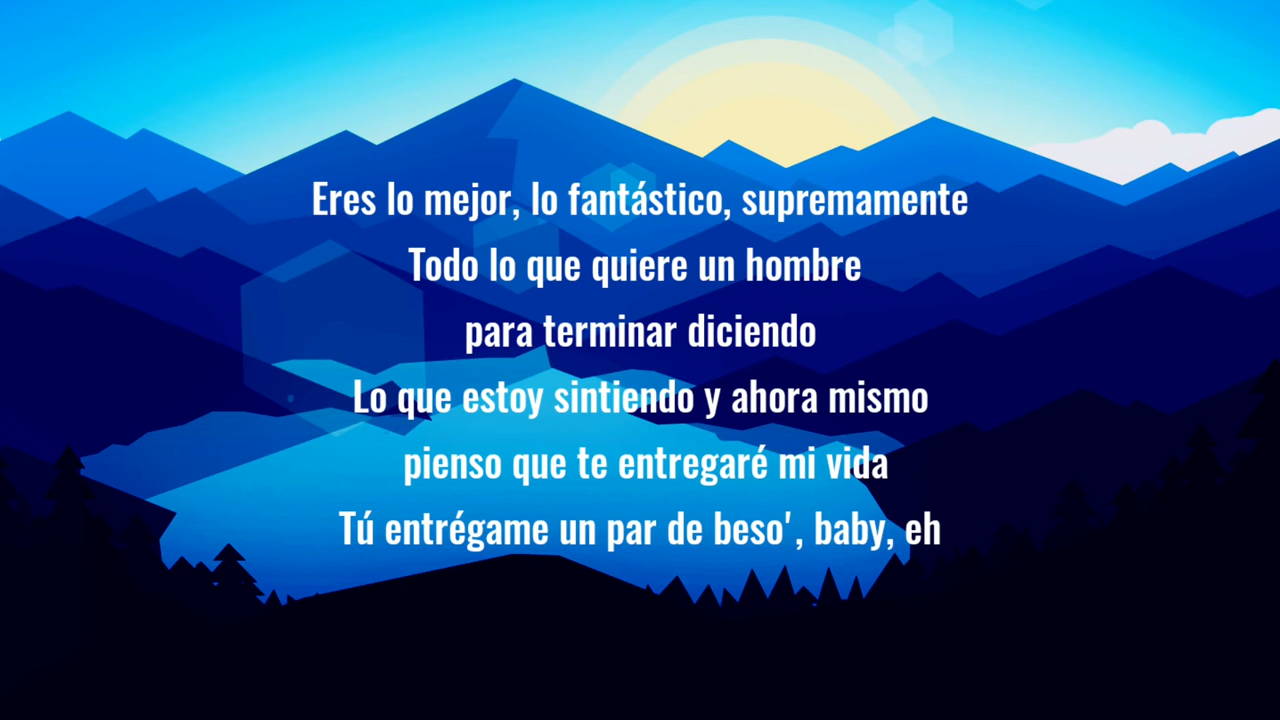 Eres lo mejor, lo fantástico, supremamente
Todo lo que quiere un hombre
para terminar diciendo
Lo que estoy sintiendo y ahora mismo
pienso que te entregaré mi vida
Tú entrégame un par de beso', baby, eh